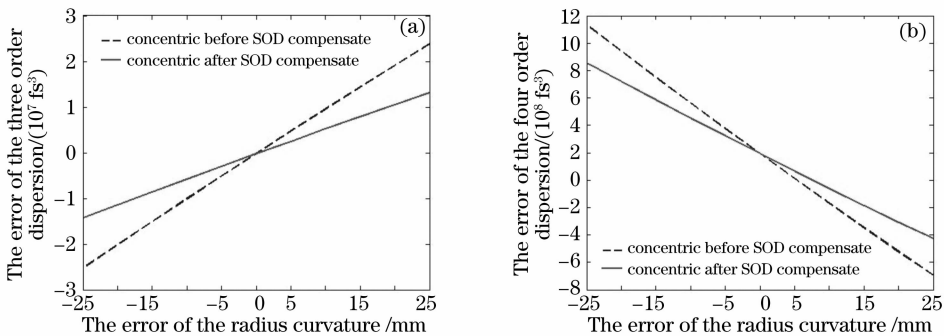 (a)
concentric before SOD compensate
concentric after SOD compensate
The error of the three order
dispersion/(10⁷ fs³)
3
2
1
0
−1
−2
−3
−25 −15 −5 0 5 15 25
The error of the radius curvature /mm
(b)
The error of the four order
dispersion/(10⁸ fs³)
12
10
8
6
4
2
0
−2
−4
−6
−8
concentric before SOD compensate
concentric after SOD compensate
−25 −15 −5 0 5 15 25
The error of the radius curvature /mm